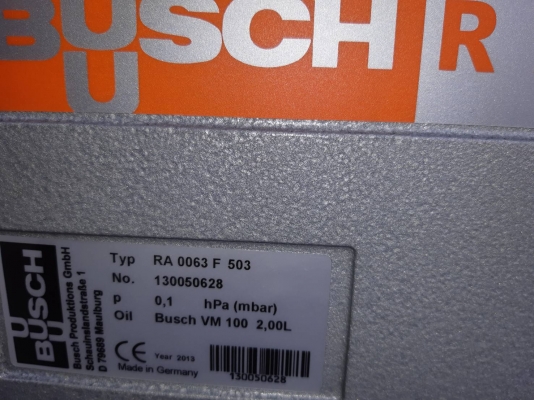 BUSCH
U
R
Typ RA 0063 F 503
No. 130050628
p 0,1 hPa (mbar)
Oil Busch VM 100 2,00L
CE Year 2013
Made in Germany
130050628
U
BUSCH
U
Busch Produktions GmbH
Schauinslandstraße 1
D 79689 Maulburg